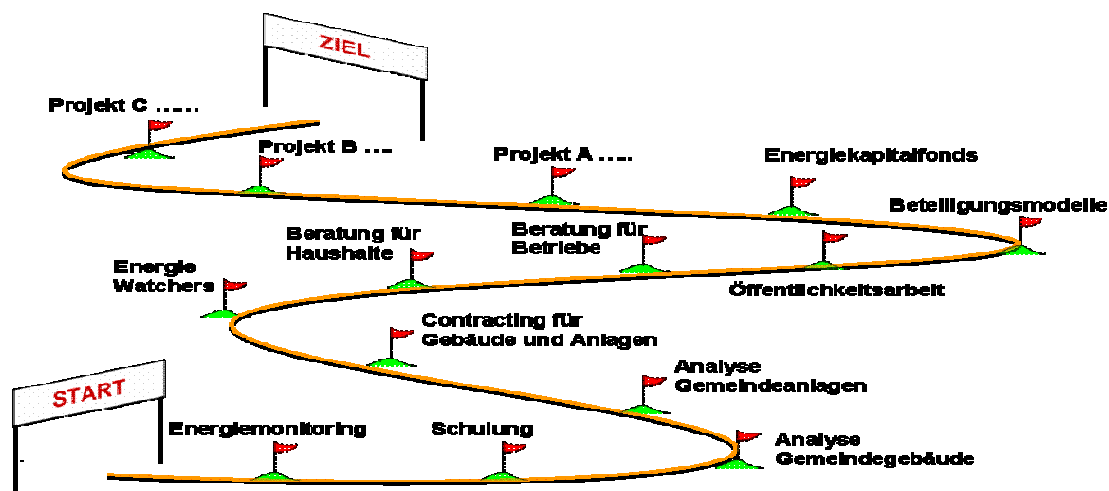 ZIEL
Projekt C ......
Projekt B ....
Projekt A .....
Energiekapitalfonds
Beteiligungsmodelle
Beratung für
Haushalte
Beratung für
Betriebe
Öffentlichkeitsarbeit
Energie
Watchers
Contracting für
Gebäude und Anlagen
Analyse
Gemeindeanlagen
START
Energiemonitoring
Schulung
Analyse
Gemeindegebäude